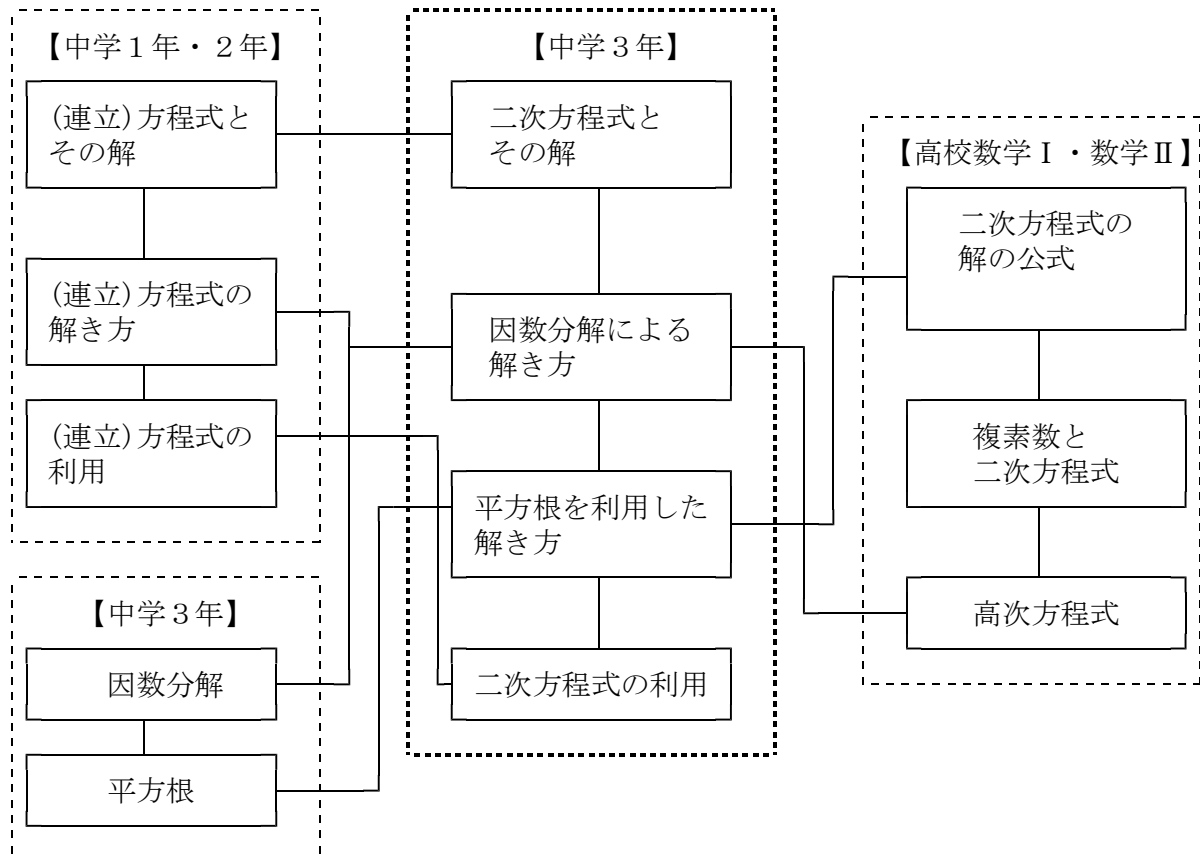 【中学１年・２年】
(連立)方程式と
その解
(連立)方程式の
解き方
(連立)方程式の
利用
【中学３年】
因数分解
平方根
【中学３年】
二次方程式と
その解
因数分解による
解き方
平方根を利用した
解き方
二次方程式の利用
【高校数学Ⅰ・数学Ⅱ】
二次方程式の
解の公式
複素数と
二次方程式
高次方程式